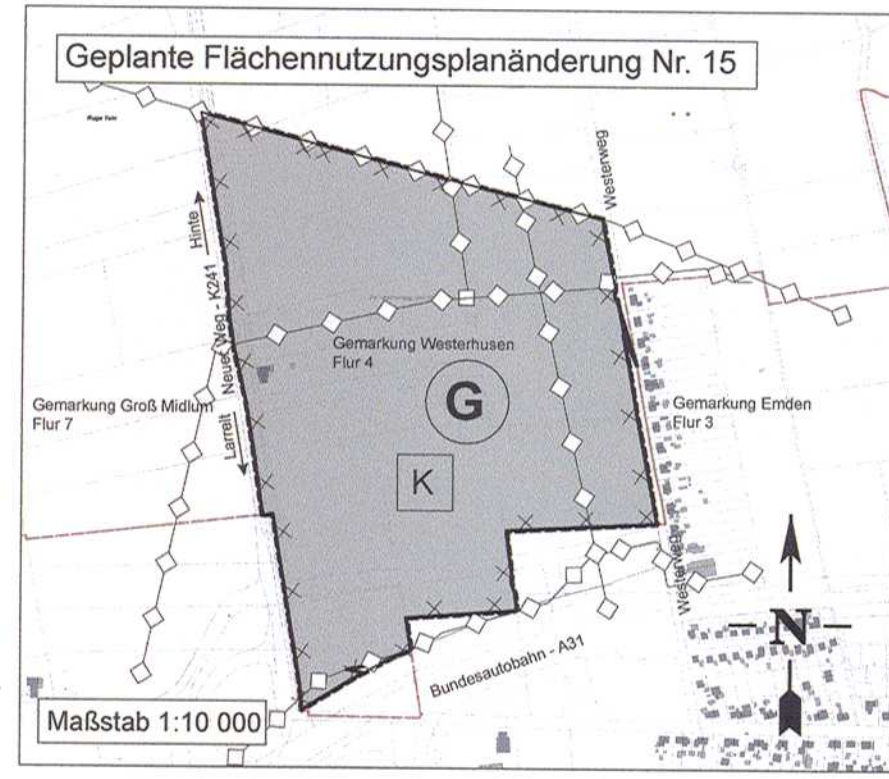 Geplante Flächennutzungsplanänderung Nr. 15
Westerweg
Hinte
Neuer Weg - K241
Larrelt
Gemarkung Westerhusen
Flur 4
G
Gemarkung Groß Midlum
Flur 7
Gemarkung Emden
Flur 3
K
Westerweg
N
Bundesautobahn - A31
Maßstab 1:10 000